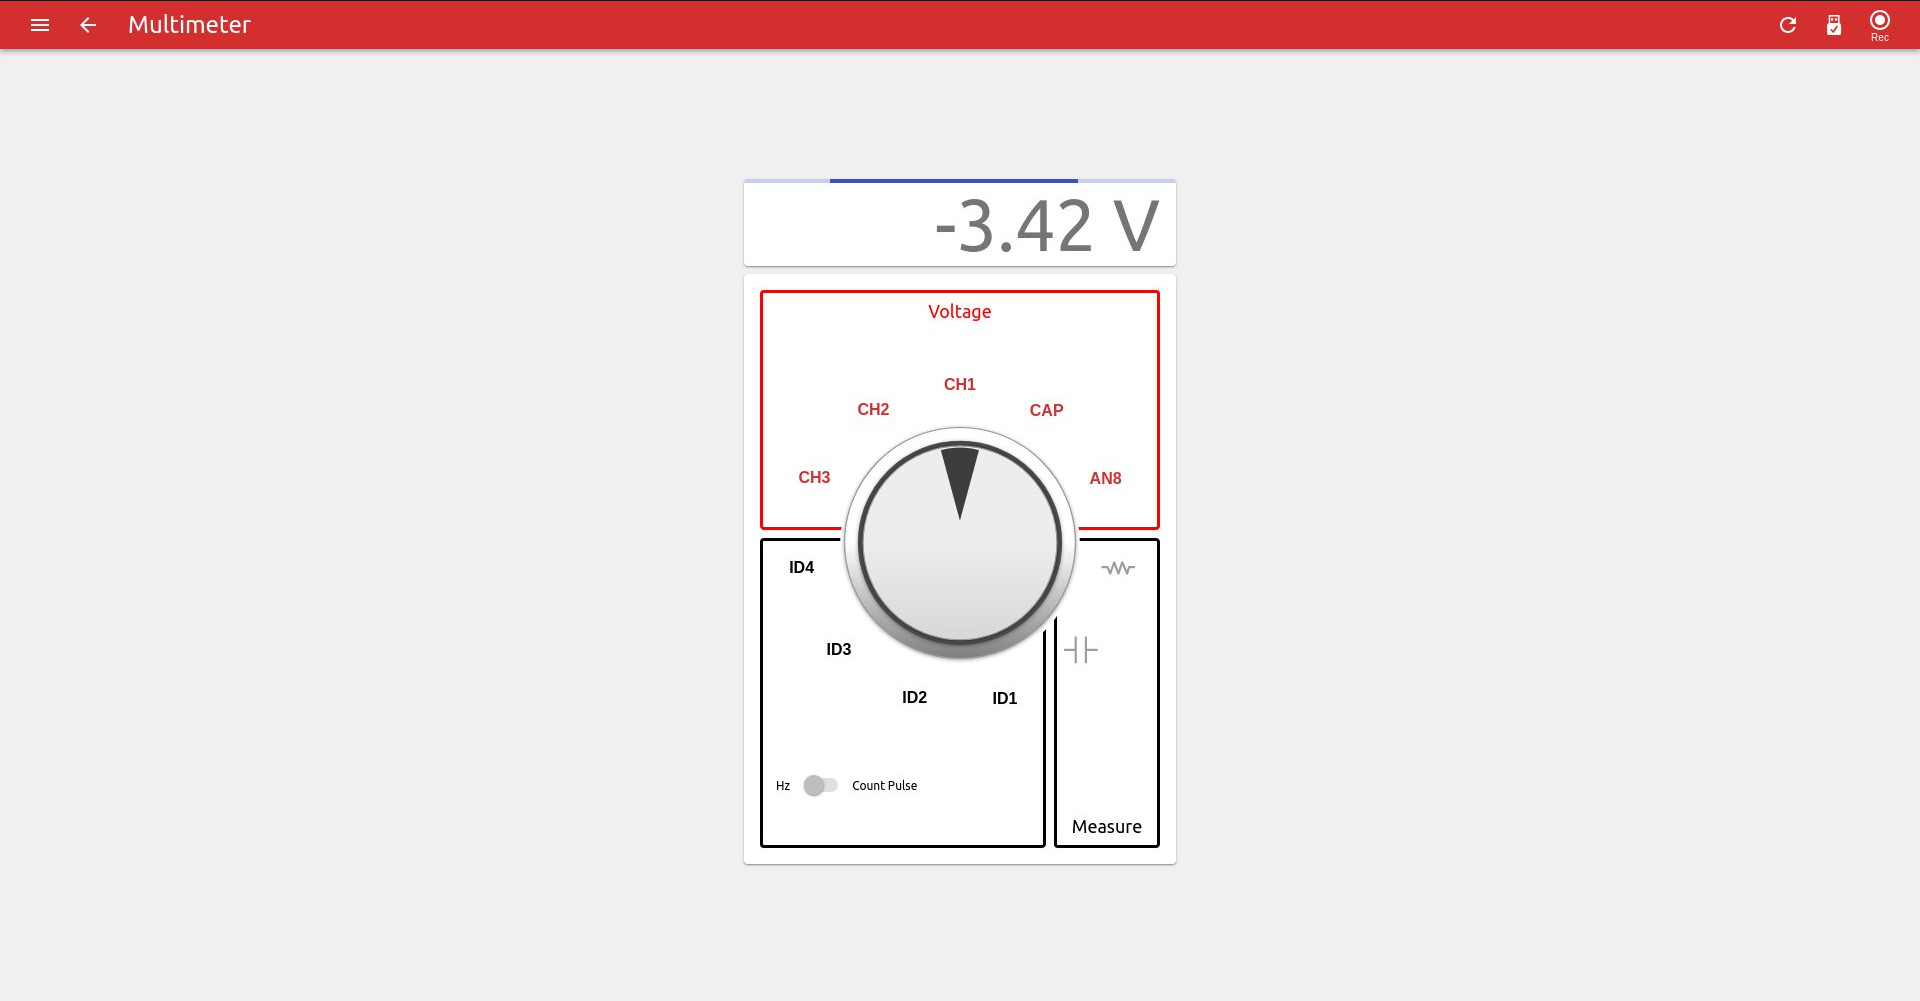 Multimeter
Rec
-3.42 V
Voltage
CH1
CH2
CAP
CH3
AN8
ID4
ID3
ID2
ID1
Hz
Count Pulse
Measure